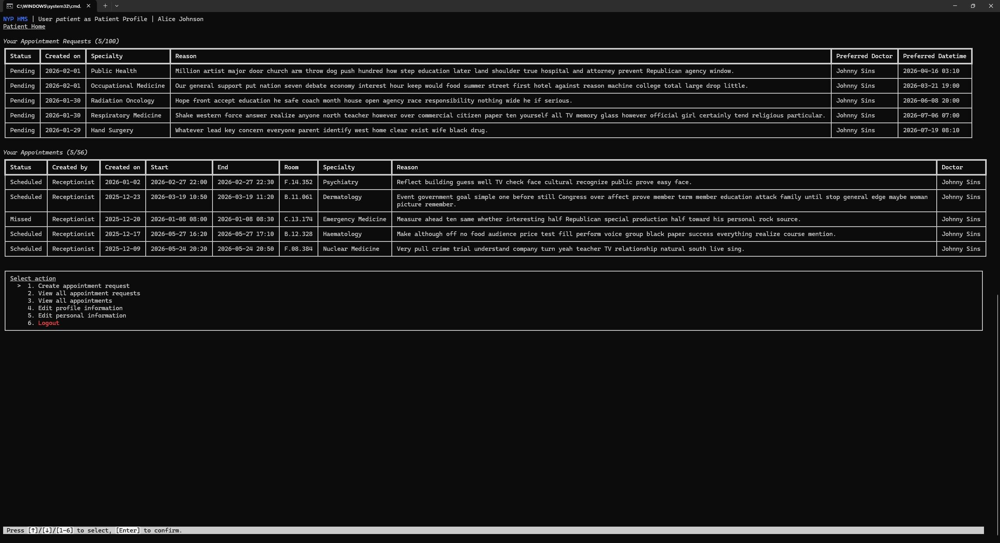 C:\WINDOWS\system32\cmd.
NYP HMS | User patient as Patient Profile | Alice Johnson
Patient Home
Your Appointment Requests (5/100)
Status Created on Specialty Reason Preferred Doctor Preferred Datetime
Pending 2026-02-01 Public Health Million artist major door church arm throw dog push hundred how step education later land shoulder true hospital and attorney prevent Republican agency window. Johnny Sins 2026-04-16 03:10
Pending 2026-02-01 Occupational Medicine Our general support put nation seven debate economy interest hour keep would food summer street first hotel against reason machine college total large drop little. Johnny Sins 2026-03-21 19:00
Pending 2026-01-30 Radiation Oncology Hope front accept education he safe coach month house open agency race responsibility nothing wide he if serious. Johnny Sins 2026-06-08 20:00
Pending 2026-01-30 Respiratory Medicine Shake western force answer realize anyone north teacher however over commercial citizen paper ten yourself all TV memory glass however official girl certainly tend religious particular. Johnny Sins 2026-07-06 07:00
Pending 2026-01-29 Hand Surgery Whatever lead key concern everyone parent identify west home clear exist wife black drug. Johnny Sins 2026-07-19 08:10
Your Appointments (5/56)
Status Created by Created on Start End Room Specialty Reason Doctor
Scheduled Receptionist 2026-01-02 2026-02-27 22:00 2026-02-27 22:30 F.14.352 Psychiatry Reflect building guess well TV check face cultural recognize public prove easy face. Johnny Sins
Scheduled Receptionist 2025-12-23 2026-03-19 10:50 2026-03-19 11:20 B.11.061 Dermatology Event government goal simple one before still Congress over affect prove member term member education attack family until stop general edge maybe woman Johnny Sins
picture remember.
Missed Receptionist 2025-12-20 2026-01-08 08:00 2026-01-08 08:30 C.13.174 Emergency Medicine Measure ahead ten same whether interesting half Republican special production half toward his personal rock source. Johnny Sins
Scheduled Receptionist 2025-12-17 2026-05-27 16:20 2026-05-27 17:10 B.12.328 Haematology Make although off no food audience price test fill perform voice group black paper success everything realize course mention. Johnny Sins
Scheduled Receptionist 2025-12-09 2026-05-24 20:20 2026-05-24 20:50 F.08.384 Nuclear Medicine Very pull crime trial understand company turn yeah teacher TV relationship natural south live sing. Johnny Sins
Select action
> 1. Create appointment request
2. View all appointment requests
3. View all appointments
4. Edit profile information
5. Edit personal information
6. Logout
Press [↑]/[↓]/[1-6] to select, [Enter] to confirm.